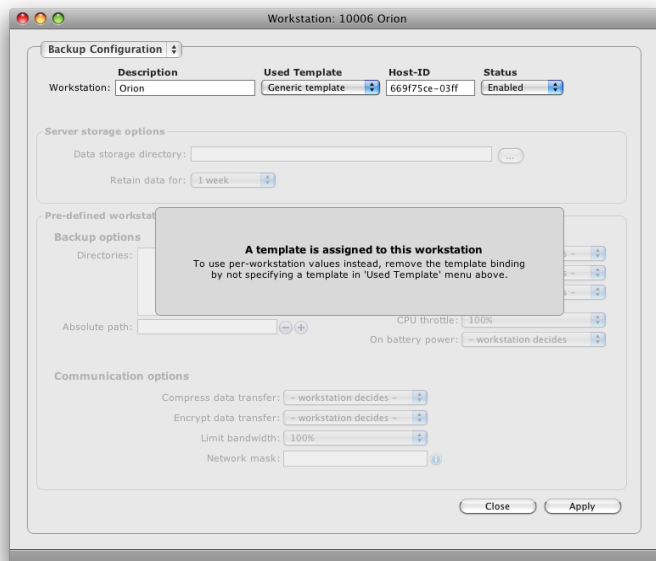 Workstation: 10006 Orion
Backup Configuration
Description Used Template Host-ID Status
Workstation: Orion Generic template 669f75ce-03ff Enabled
Server storage options
Data storage directory: ...
Retain data for: 1 week
Pre-defined
Backup options
Directories:
A template is assigned to this workstation
To use per-workstation values instead, remove the template binding
by not specifying a template in 'Used Template' menu above.
CPU throttle: 100%
Absolute path:
On battery power: - workstation decides
Communication options
Compress data transfer: - workstation decides -
Encrypt data transfer: - workstation decides -
Limit bandwidth: 100%
Network mask:
Close Apply